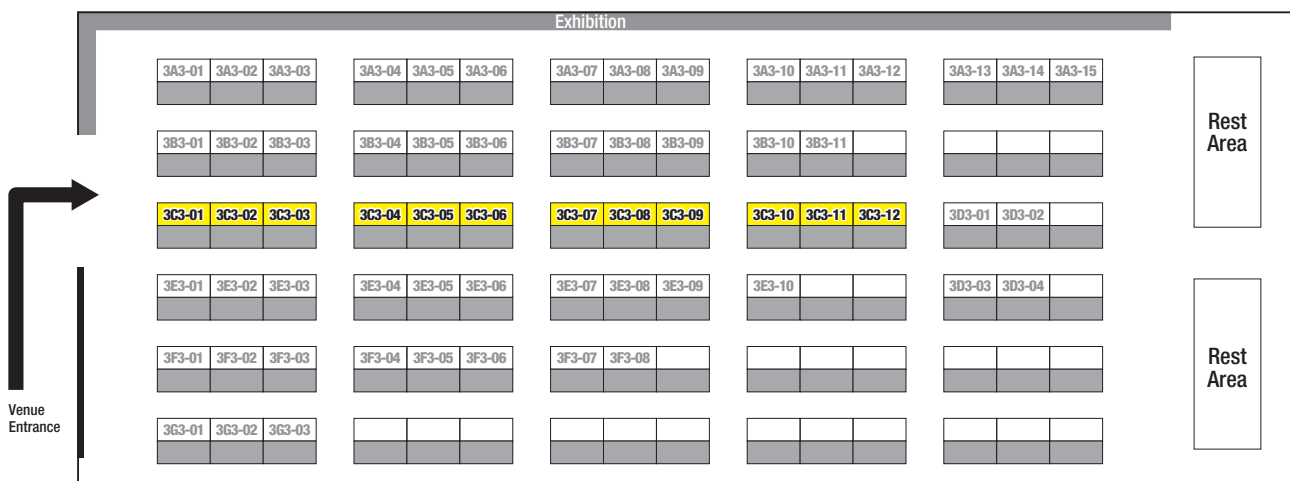 Exhibition
3A3-01 3A3-02 3A3-03 3A3-04 3A3-05 3A3-06 3A3-07 3A3-08 3A3-09 3A3-10 3A3-11 3A3-12 3A3-13 3A3-14 3A3-15
Rest
Area
3B3-01 3B3-02 3B3-03 3B3-04 3B3-05 3B3-06 3B3-07 3B3-08 3B3-09 3B3-10 3B3-11
3C3-01 3C3-02 3C3-03 3C3-04 3C3-05 3C3-06 3C3-07 3C3-08 3C3-09 3C3-10 3C3-11 3C3-12 3D3-01 3D3-02
3E3-01 3E3-02 3E3-03 3E3-04 3E3-05 3E3-06 3E3-07 3E3-08 3E3-09 3E3-10 3D3-03 3D3-04
3F3-01 3F3-02 3F3-03 3F3-04 3F3-05 3F3-06 3F3-07 3F3-08
Rest
Area
Venue
Entrance
3G3-01 3G3-02 3G3-03